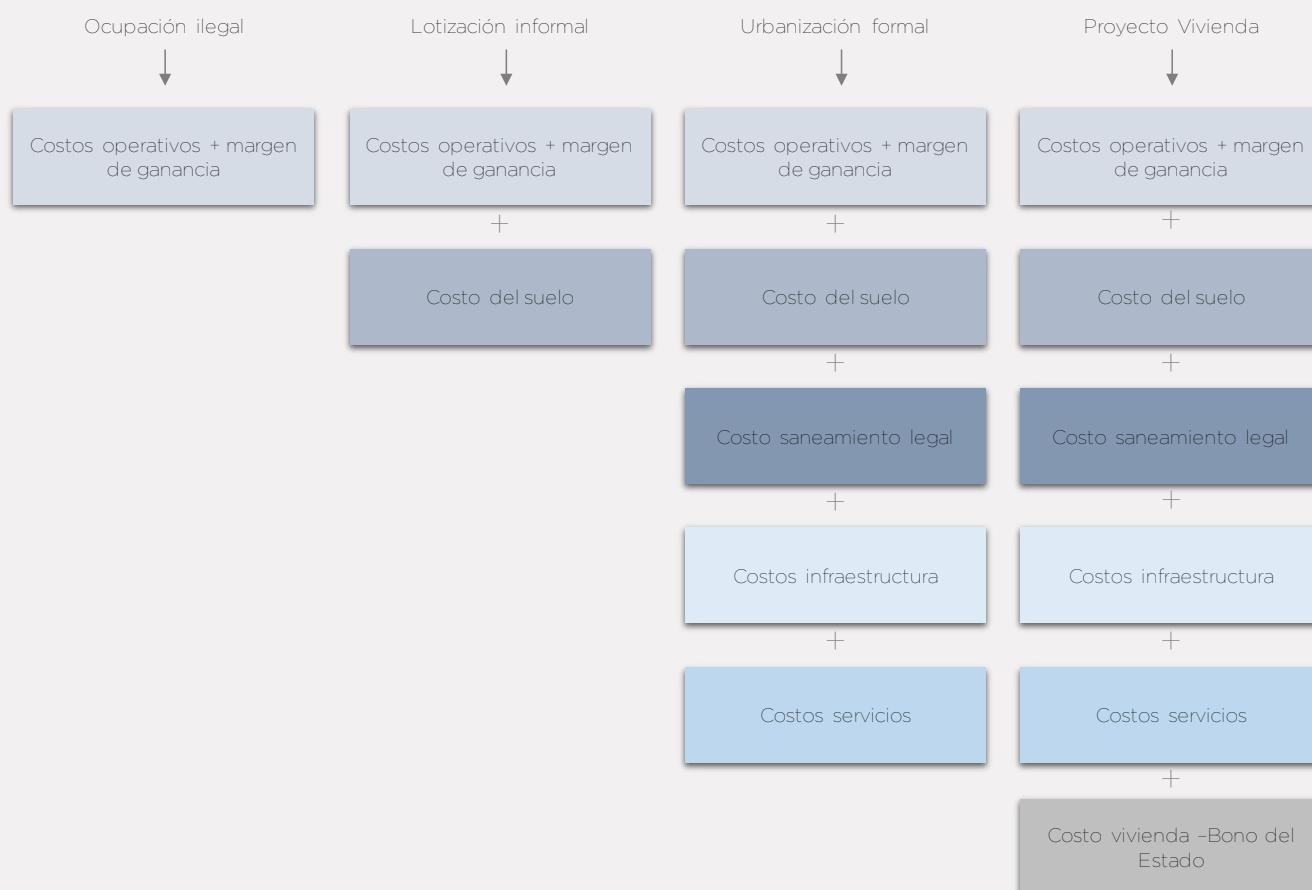 Ocupación ilegal
Lotización informal
Urbanización formal
Proyecto Vivienda
Costos operativos + margen
de ganancia
Costos operativos + margen
de ganancia
Costos operativos + margen
de ganancia
Costos operativos + margen
de ganancia
+
+
+
Costo del suelo
Costo del suelo
Costo del suelo
+
+
Costo saneamiento legal
Costo saneamiento legal
+
+
Costos infraestructura
Costos infraestructura
+
+
Costos servicios
Costos servicios
+
Costo vivienda –Bono del
Estado